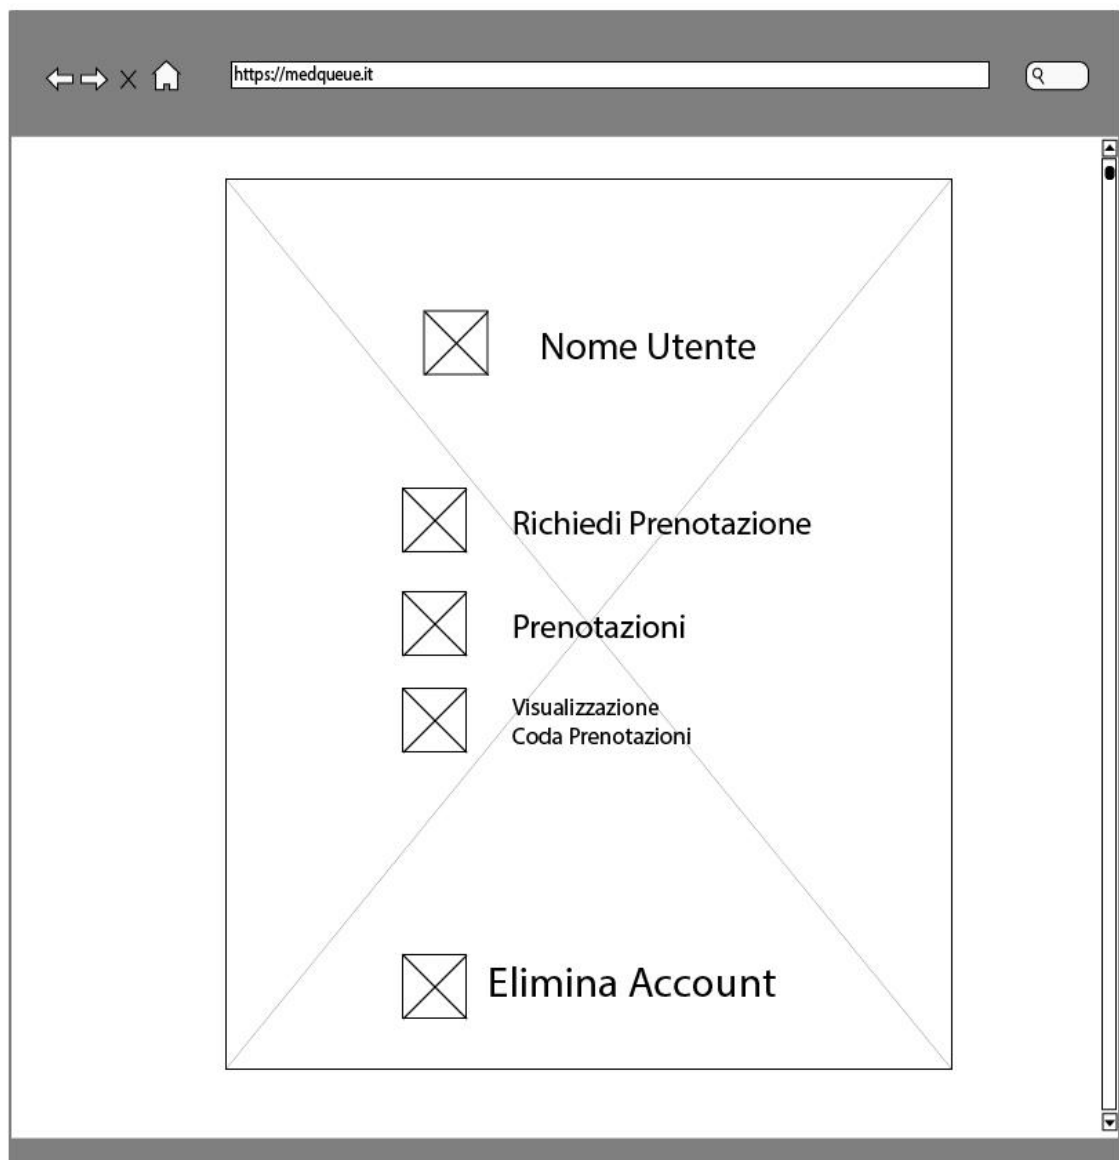 https://medqueue.it
Nome Utente
Richiedi Prenotazione
Prenotazioni
Visualizzazione
Coda Prenotazioni
Elimina Account